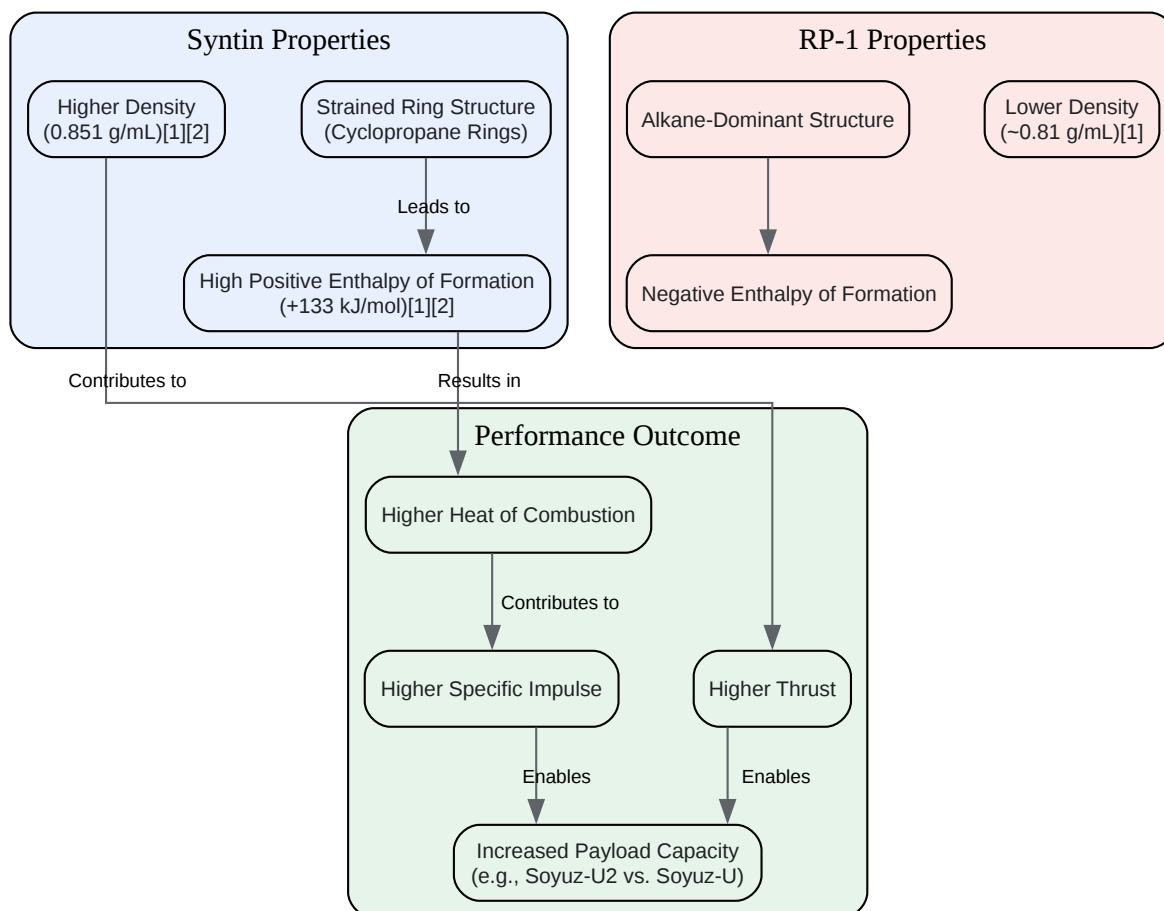 Syntin Properties
RP-1 Properties
Higher Density
(0.851 g/mL)[1][2]
Strained Ring Structure
(Cyclopropane Rings)
Alkane-Dominant Structure
Lower Density
(~0.81 g/mL)[1]
Leads to
High Positive Enthalpy of Formation
(+133 kJ/mol)[1][2]
Negative Enthalpy of Formation
Contributes to
Results in
Performance Outcome
Higher Heat of Combustion
Contributes to
Higher Specific Impulse
Higher Thrust
Enables
Enables
Increased Payload Capacity
(e.g., Soyuz-U2 vs. Soyuz-U)